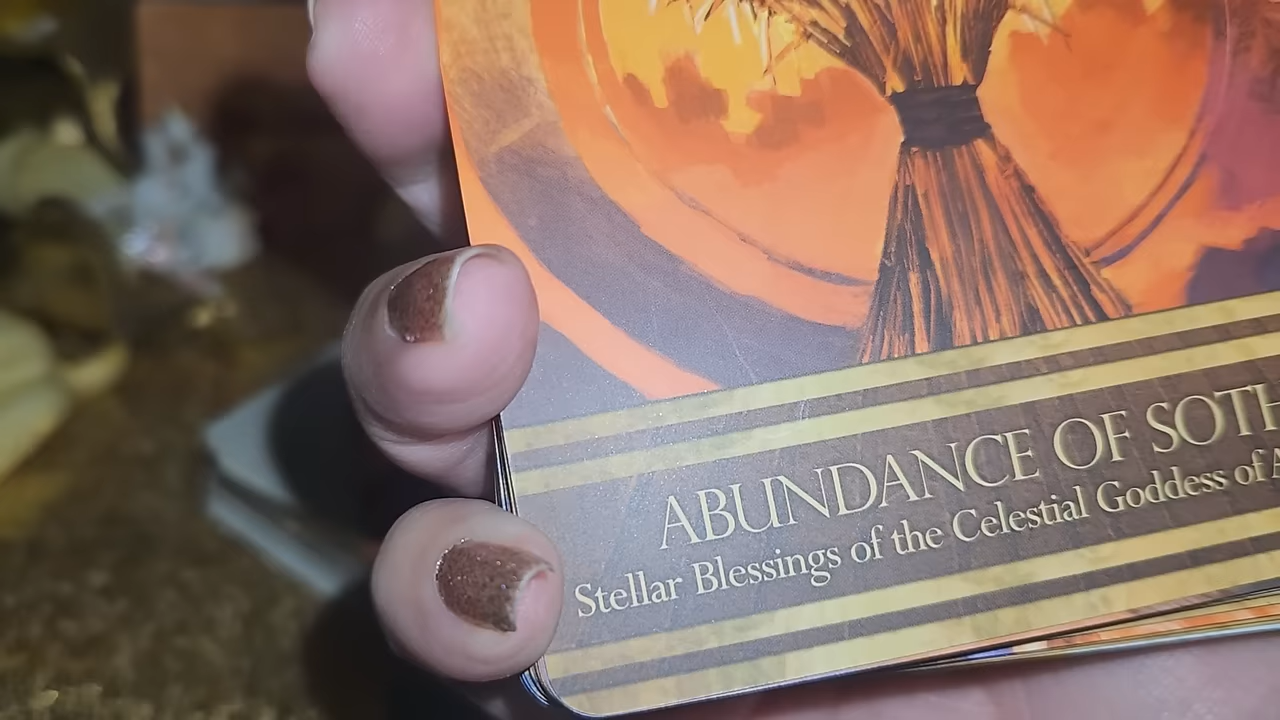 ABUNDANCE OF SOTH
Stellar Blessings of the Celestial Goddess of A